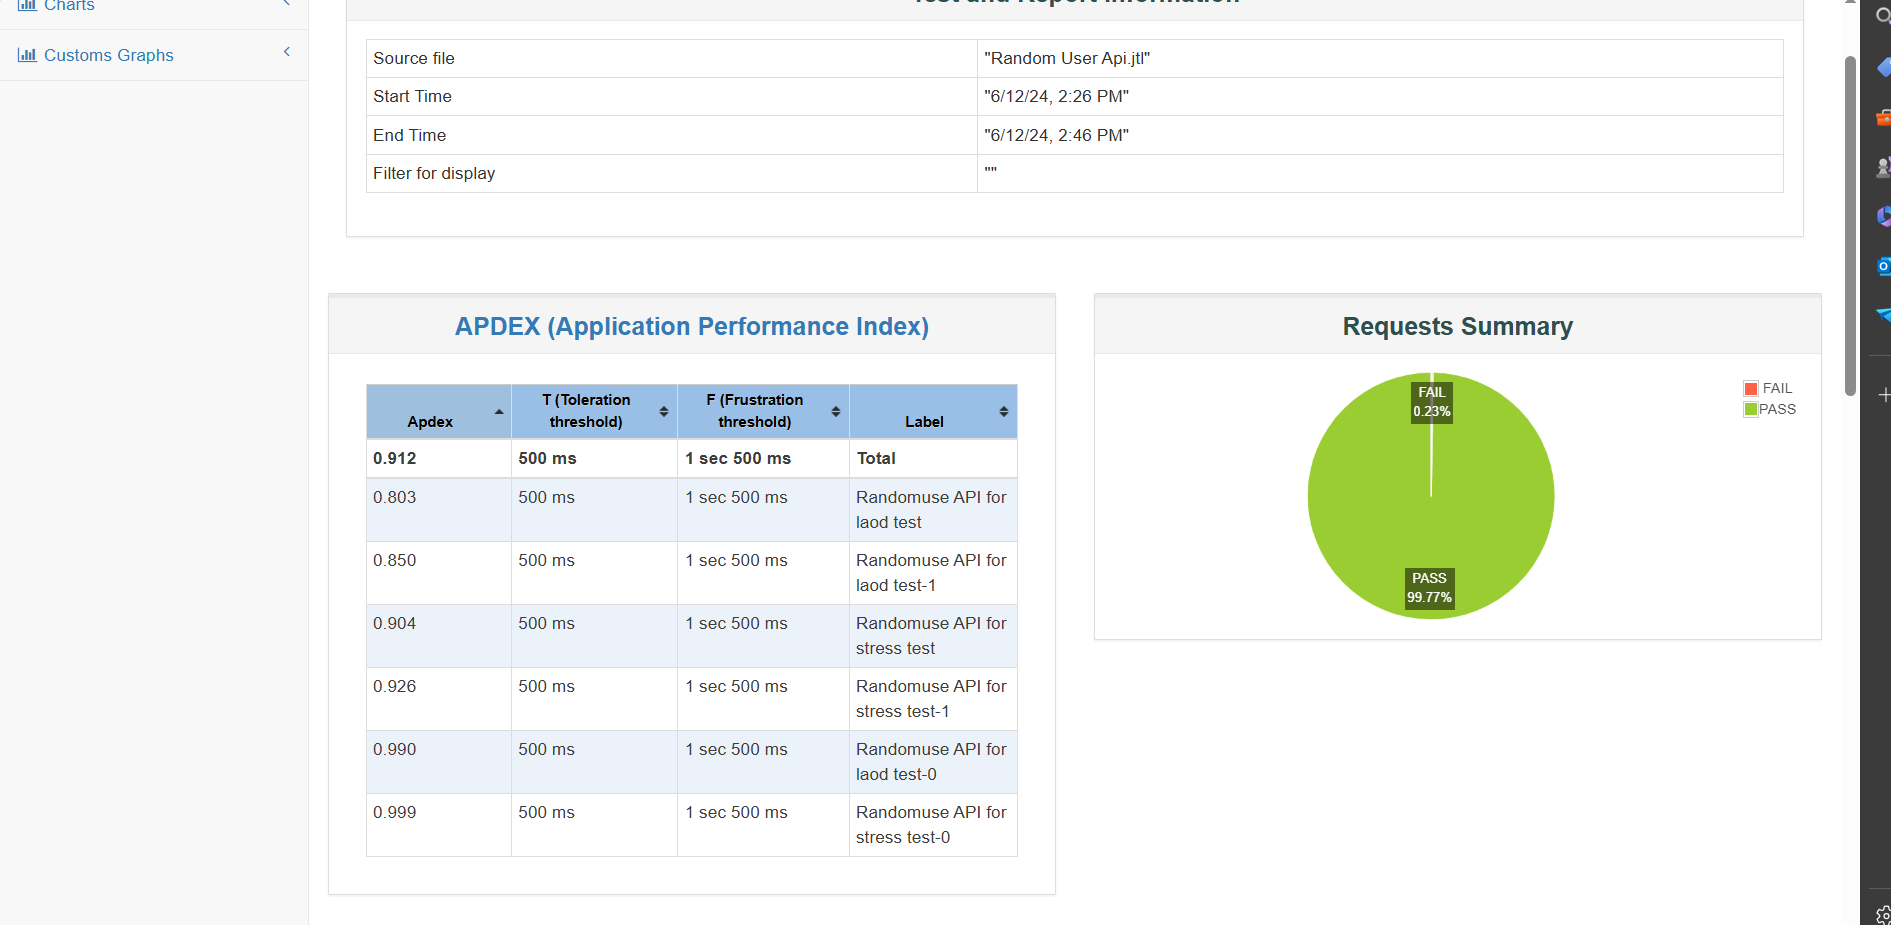 Charts
Customs Graphs
Test and Report Information
Source file "Random User Api.jtl"
Start Time "6/12/24, 2:26 PM"
End Time "6/12/24, 2:46 PM"
Filter for display ""
APDEX (Application Performance Index)
Apdex T (Toleration threshold) F (Frustration threshold) Label
0.912 500 ms 1 sec 500 ms Total
0.803 500 ms 1 sec 500 ms Randomuse API for
laod test
0.850 500 ms 1 sec 500 ms Randomuse API for
laod test-1
0.904 500 ms 1 sec 500 ms Randomuse API for
stress test
0.926 500 ms 1 sec 500 ms Randomuse API for
stress test-1
0.990 500 ms 1 sec 500 ms Randomuse API for
laod test-0
0.999 500 ms 1 sec 500 ms Randomuse API for
stress test-0
Requests Summary
FAIL
0.23%
PASS
99.77%
FAIL
PASS